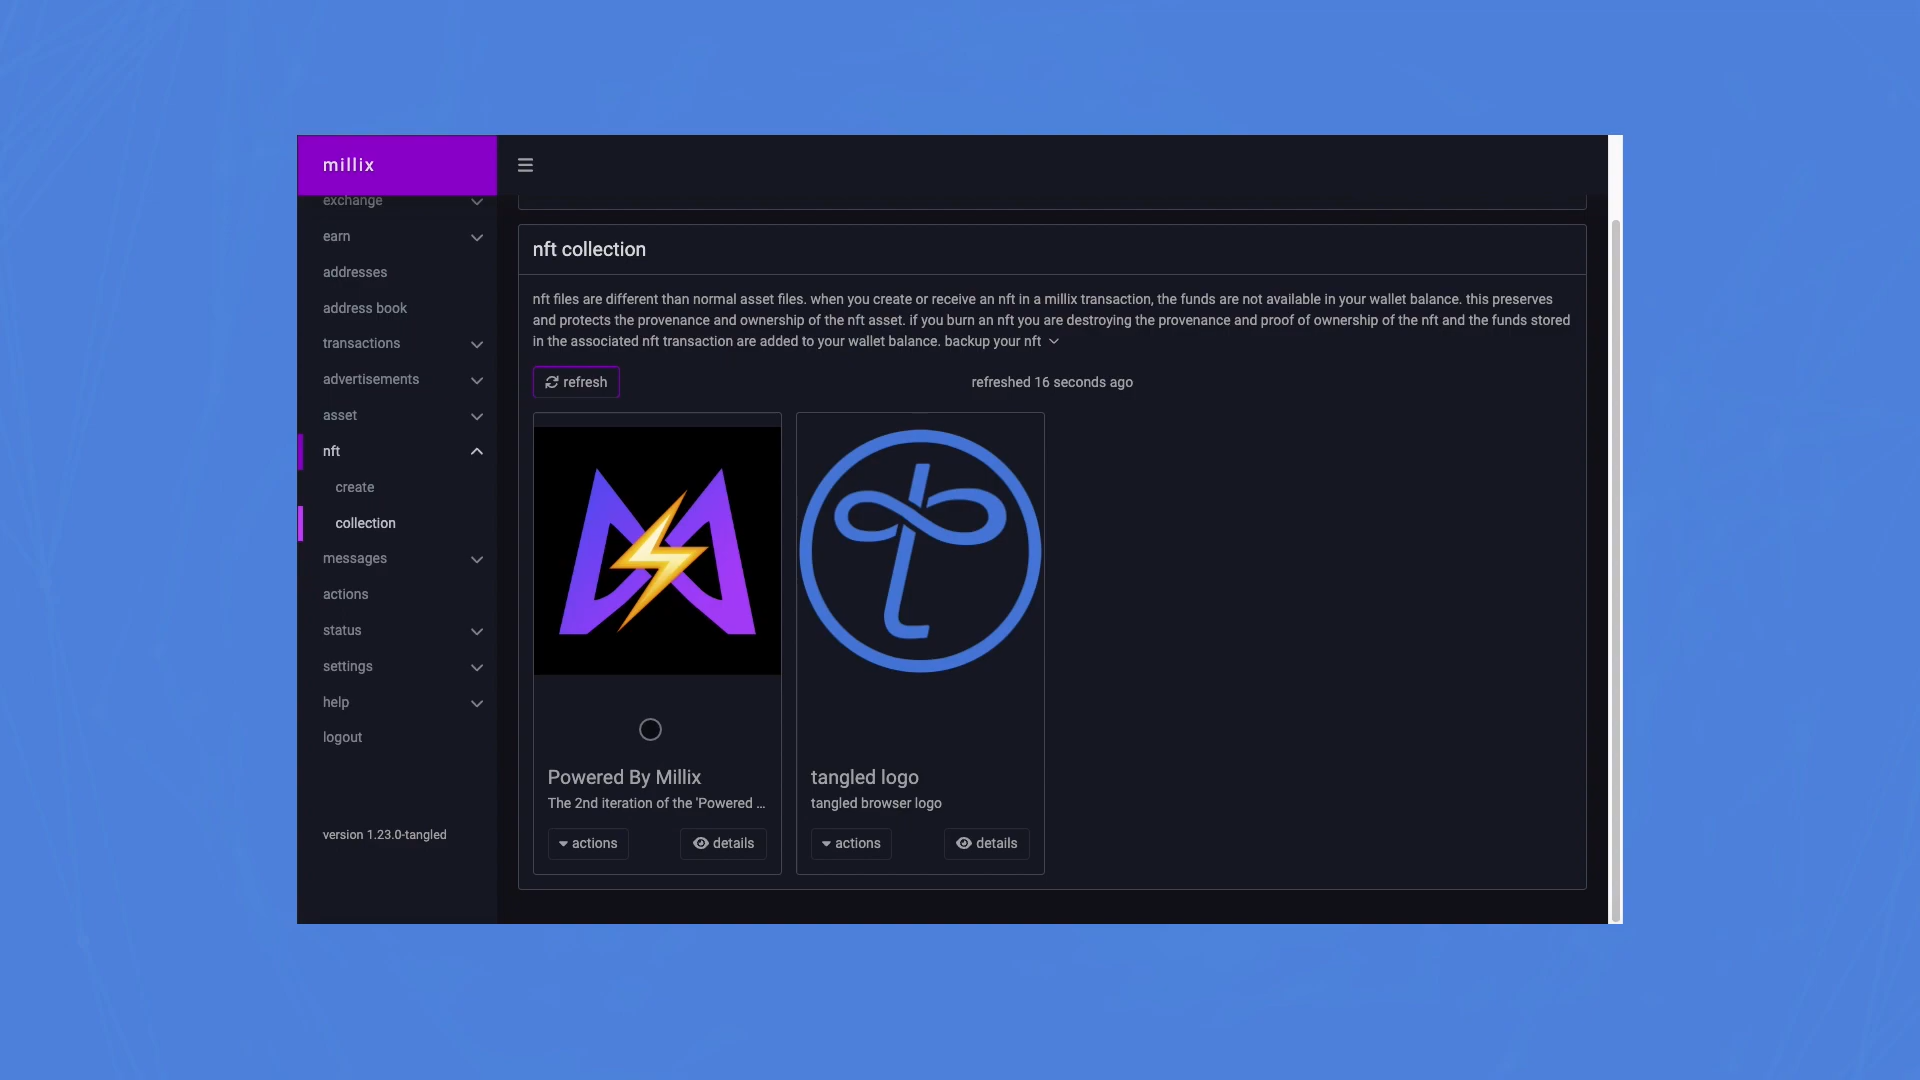 millix
exchange
earn
addresses
address book
transactions
advertisements
asset
nft
create
collection
messages
actions
status
settings
help
logout
version 1.23.0-tangled
nft collection
nft files are different than normal asset files. when you create or receive an nft in a millix transaction, the funds are not available in your wallet balance. this preserves
and protects the provenance and ownership of the nft asset. if you burn an nft you are destroying the provenance and proof of ownership of the nft and the funds stored
in the associated nft transaction are added to your wallet balance. backup your nft
refresh
refreshed 16 seconds ago
Powered By Millix
The 2nd iteration of the 'Powered ...
actions
details
tangled logo
tangled browser logo
actions
details